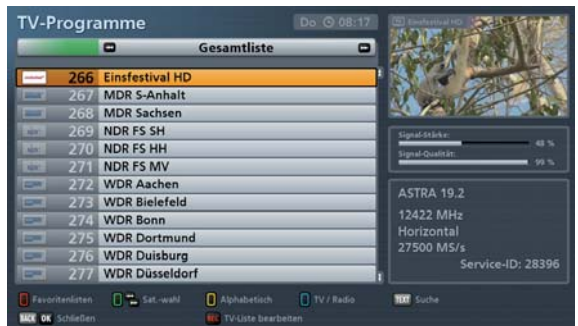 TV-Programme
Do 08:17
Einsfestival HD
Gesamtliste
266 Einsfestival HD
267 MDR S-Anhalt
268 MDR Sachsen
269 NDR FS SH
270 NDR FS HH
271 NDR FS MV
272 WDR Aachen
273 WDR Bielefeld
274 WDR Bonn
275 WDR Dortmund
276 WDR Duisburg
277 WDR Düsseldorf
Signal-Stärke:
48 %
Signal-Qualität:
99 %
ASTRA 19.2
12422 MHz
Horizontal
27500 MS/s
Service-ID: 28396
Favoritenlisten Sat.-wahl Alphabetisch TV / Radio TEXT Suche
BACK OK Schließen REC TV-Liste bearbeiten